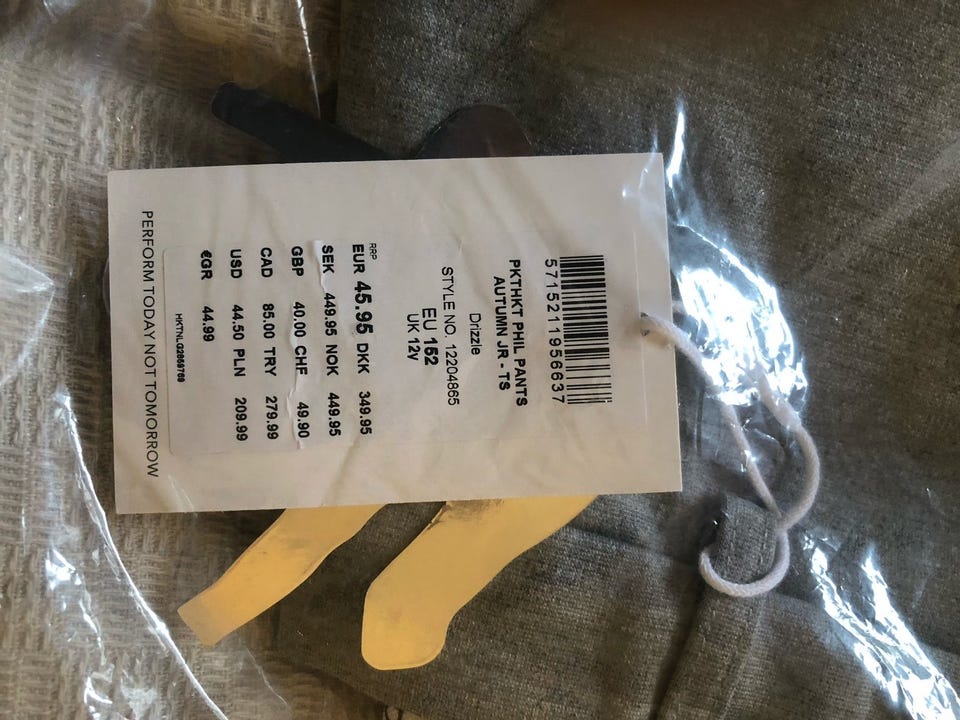 5715211956637
PKTHKT PHIL PANTS
AUTUMN JR - TS
Drizzle
STYLE NO. 12204865
EU 152
UK 12y
RRP
EUR 45.95 DKK 349.95
SEK 449.95 NOK 449.95
GBP 40.00 CHF 49.90
CAD 85.00 TRY 279.99
USD 44.50 PLN 209.99
€GR 44.99
HKTNLG2869769
PERFORM TODAY NOT TOMORROW